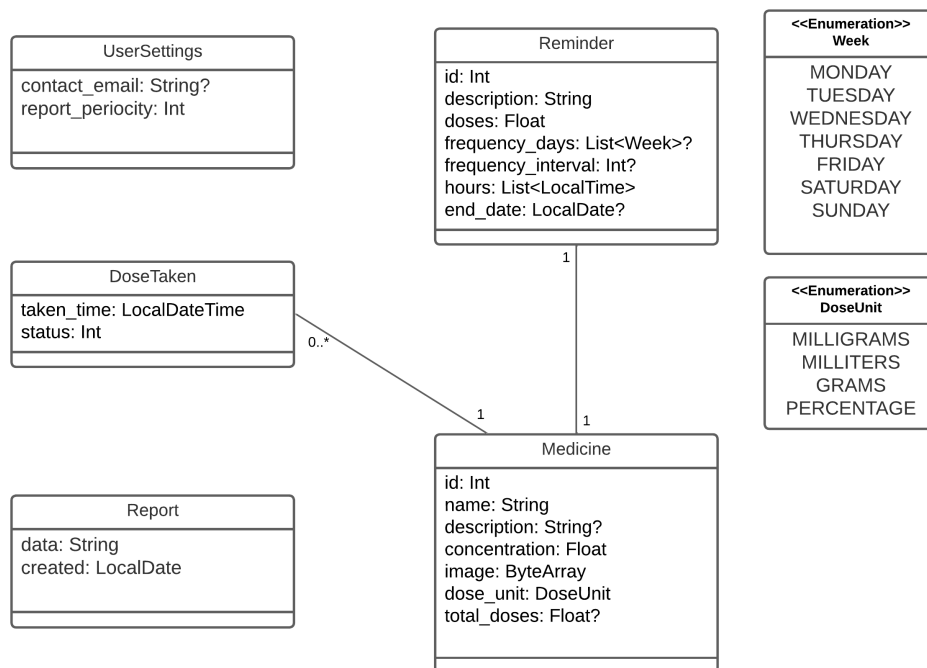 UserSettings
contact_email: String?
report_periocity: Int
Reminder
id: Int
description: String
doses: Float
frequency_days: List<Week>?
frequency_interval: Int?
hours: List<LocalTime>
end_date: LocalDate?
<<Enumeration>>
Week
MONDAY
TUESDAY
WEDNESDAY
THURSDAY
FRIDAY
SATURDAY
SUNDAY
1
DoseTaken
taken_time: LocalDateTime
status: Int
<<Enumeration>>
DoseUnit
MILLIGRAMS
MILLITERS
GRAMS
PERCENTAGE
0..*
1
1
Medicine
id: Int
name: String
description: String?
concentration: Float
image: ByteArray
dose_unit: DoseUnit
total_doses: Float?
Report
data: String
created: LocalDate